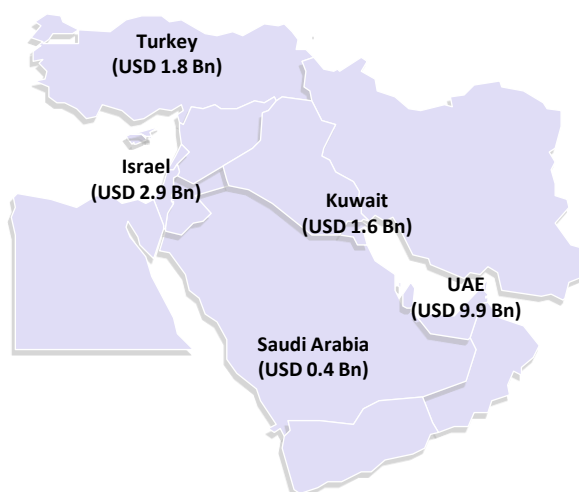 Turkey
(USD 1.8 Bn)
Israel
(USD 2.9 Bn)
Kuwait
(USD 1.6 Bn)
UAE
(USD 9.9 Bn)
Saudi Arabia
(USD 0.4 Bn)